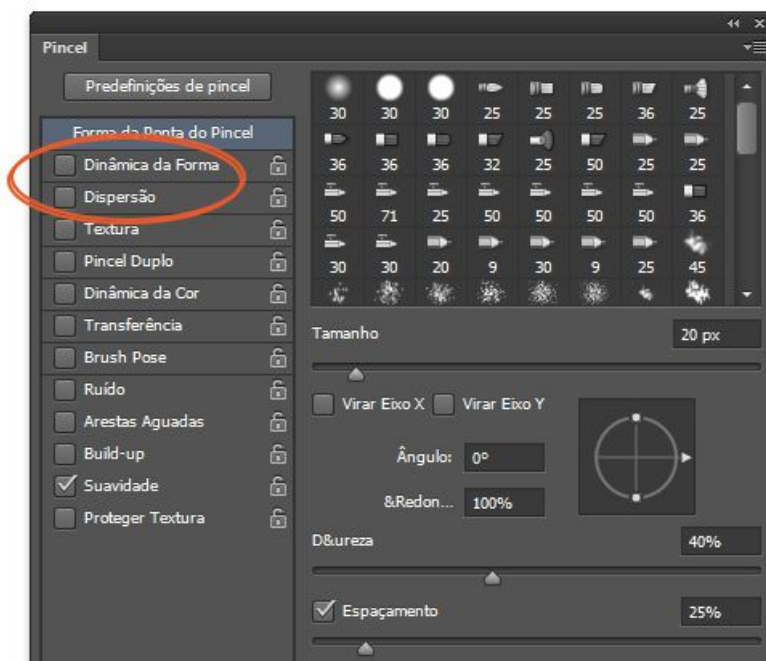 Pincel
Predefinições de pincel
Forma da Ponta do Pincel
Dinâmica da Forma
Dispersão
Textura
Pincel Duplo
Dinâmica da Cor
Transferência
Brush Pose
Ruído
Arestas Aguadas
Build-up
Suavidade
Proteger Textura
30 30 30 25 25 25 36 25
36 36 36 32 25 50 25 25
50 71 25 50 50 50 50 36
30 30 20 9 30 9 25 45
Tamanho 20 px
Virar Eixo X Virar Eixo Y
Ângulo: 0º
&Redon... 100%
D&ureza 40%
Espaçamento 25%